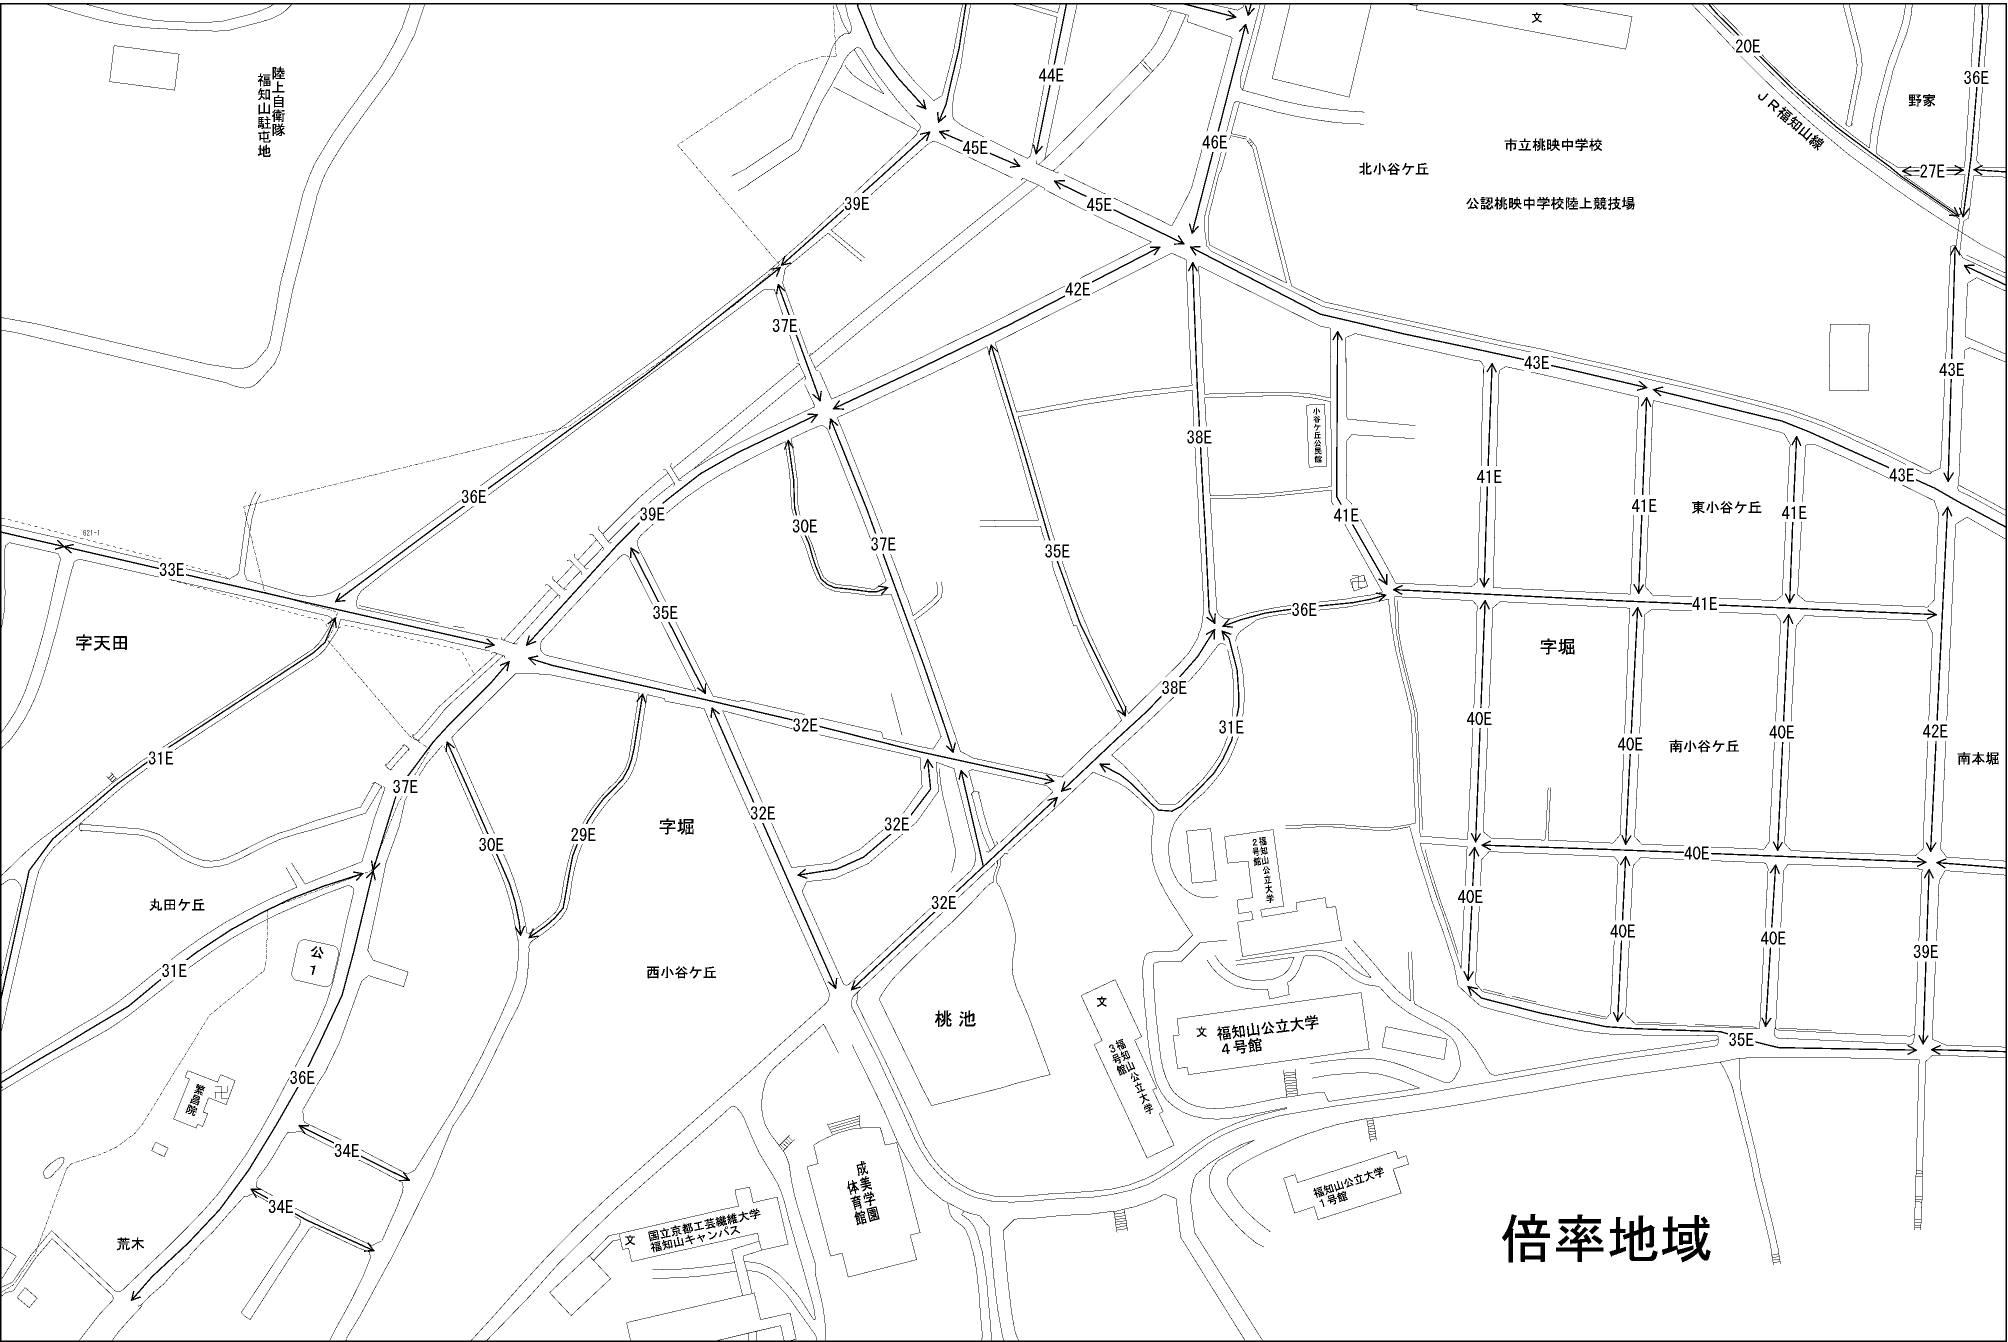 文
20E
44E
36E
陸上自衛隊
福知山駐屯地
野家
JR福知山線
46E
45E
市立桃映中学校
北小谷ケ丘
27E
39E
45E
公認桃映中学校陸上競技場
42E
37E
43E
43E
小谷ケ丘公民館
38E
41E
43E
36E
39E
30E
41E
41E
東小谷ケ丘
41E
621-1
37E
35E
41E
33E
35E
36E
41E
字天田
字堀
38E
40E
32E
31E
40E
南小谷ケ丘
40E
42E
31E
南本堀
37E
32E
32E
字堀
29E
30E
40E
福知山公立大学
2号館
40E
丸田ケ丘
32E
40E
40E
39E
公
1
31E
西小谷ケ丘
文
桃池
文
福知山公立大学
4号館
35E
福知山公立大学
3号館
36E
繁昌院
34E
成美学園
体育館
福知山公立大学
1号館
34E
国立京都工芸繊維大学
福知山キャンパス
文
荒木
倍率地域